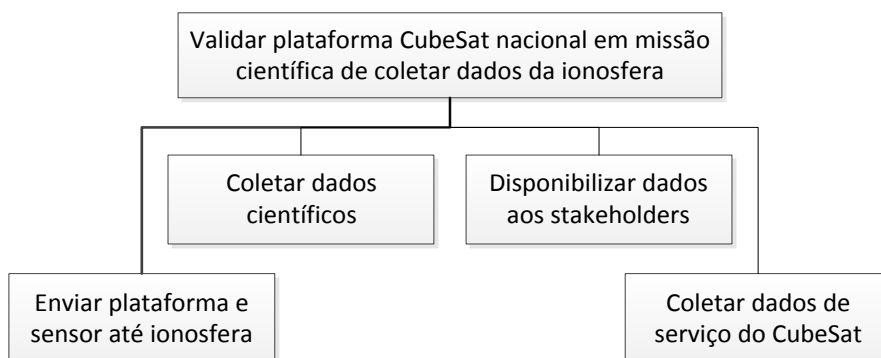 Validar plataforma CubeSat nacional em missão
científica de coletar dados da ionosfera
Coletar dados
científicos
Disponibilizar dados
aos stakeholders
Enviar plataforma e
sensor até ionosfera
Coletar dados de
serviço do CubeSat